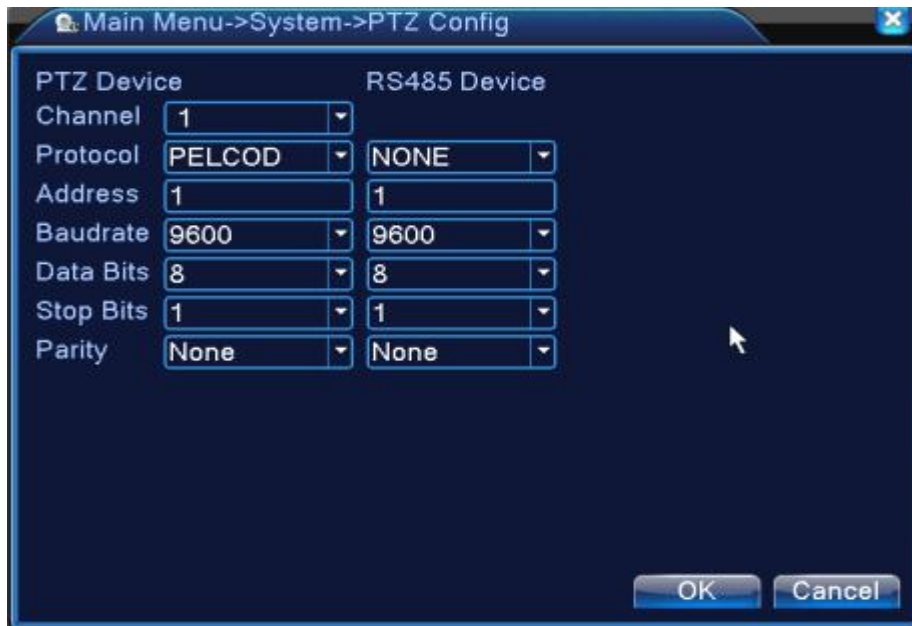 Main Menu->System->PTZ Config
PTZ Device RS485 Device
Channel 1
Protocol PELCOD NONE
Address 1 1
Baudrate 9600 9600
Data Bits 8 8
Stop Bits 1 1
Parity None None
OK Cancel